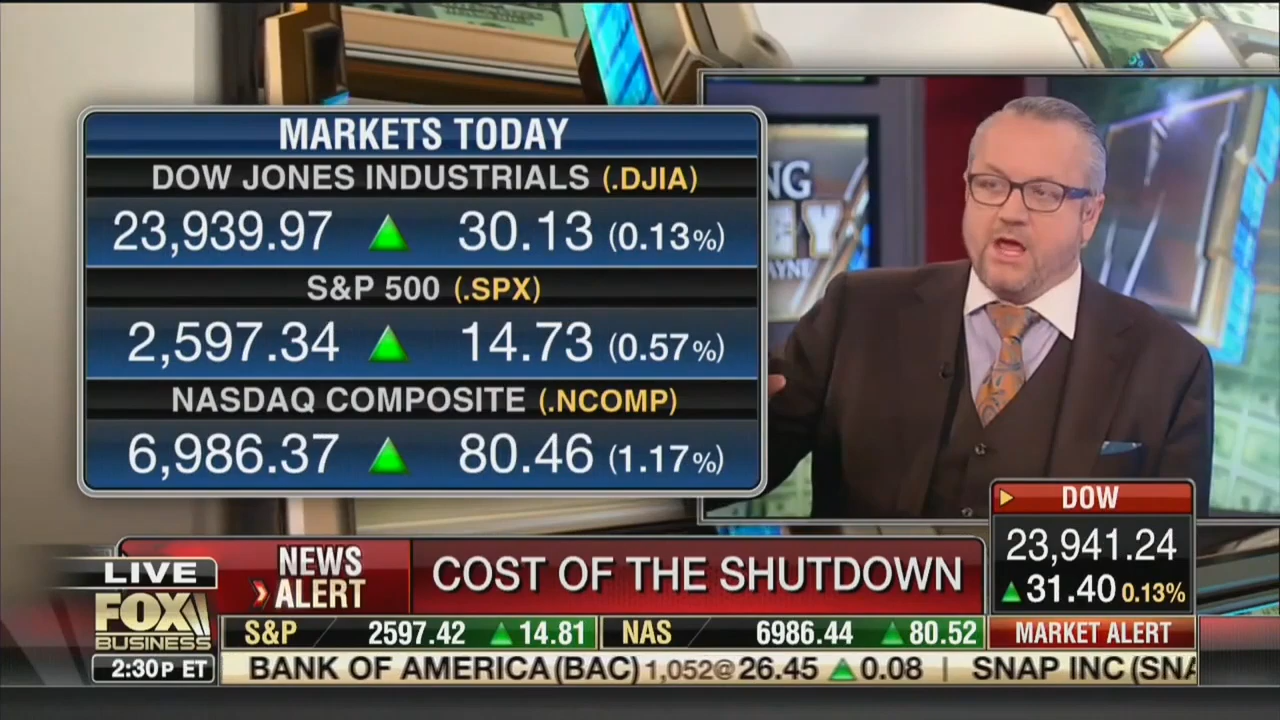 MARKETS TODAY
DOW JONES INDUSTRIALS (.DJIA)
23,939.97 ▲ 30.13 (0.13%)
S&P 500 (.SPX)
2,597.34 ▲ 14.73 (0.57%)
NASDAQ COMPOSITE (.NCOMP)
6,986.37 ▲ 80.46 (1.17%)
NG
EY
AYNE
DOW
23,941.24
▲ 31.40 0.13%
NEWS ALERT
COST OF THE SHUTDOWN
LIVE
FOX
BUSINESS
2:30P ET
S&P 2597.42 ▲ 14.81 NAS 6986.44 ▲ 80.52 MARKET ALERT
BANK OF AMERICA (BAC) 1,052@26.45 ▲ 0.08 | SNAP INC (SNA